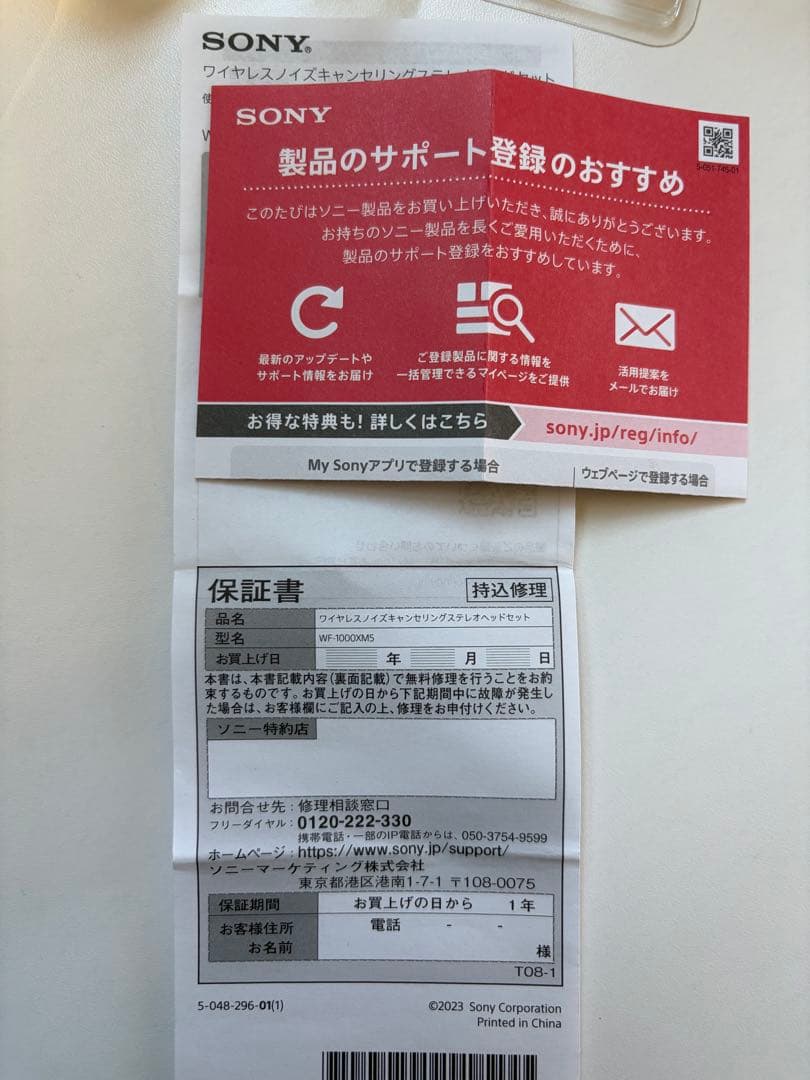 SONY®
ワイヤレスノイズキャンセリングステレオヘッドセット
使
W
SONY
5-051-745-01
製品のサポート登録のおすすめ
このたびはソニー製品をお買い上げいただき、誠にありがとうございます。
お持ちのソニー製品を長くご愛用いただくために、
製品のサポート登録をおすすめしています。
最新のアップデートや
サポート情報をお届け
ご登録製品に関する情報を
一括管理できるマイページをご提供
活用提案を
メールでお届け
お得な特典も! 詳しくはこちら
sony.jp/reg/info/
My Sonyアプリで登録する場合
ウェブページで登録する場合
保証書
持込修理
品名 ワイヤレスノイズキャンセリングステレオヘッドセット
型名 WF-1000XM5
お買上げ日 年 月 日
本書は、本書記載内容(裏面記載)で無料修理を行うことをお約
束するものです。お買上げの日から下記期間中に故障が発生し
た場合は、お客様欄にご記入の上、修理をお申付けください。
ソニー特約店
お問合せ先:修理相談窓口
フリーダイヤル:0120-222-330
携帯電話・一部のIP電話からは、050-3754-9599
ホームページ:https://www.sony.jp/support/
ソニーマーケティング株式会社
東京都港区港南1-7-1 〒108-0075
保証期間 お買上げの日から 1年
お客様住所 電話 - -
お名前 様
T08-1
5-048-296-01(1)
©2023 Sony Corporation
Printed in China